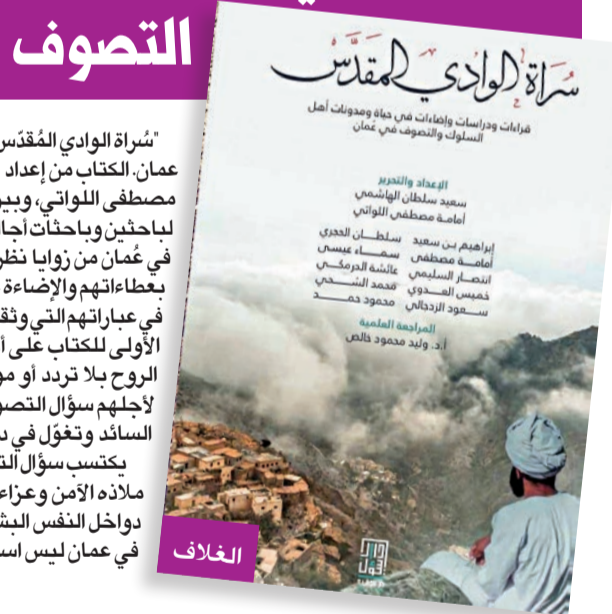 التصوف
سُراة الوادي المقدَّس
قراءات ودراسات وإضاءات في حياة ومدونات أهل
السلوك والتصوف في عُمان
الإعداد والتحرير
سعيد سلطان الهاشمي
أمامة مصطفى اللواتي
إبراهيم بن سعيد سلطان الحجري
أمامة مصطفى سماء عيسى
انتصار السليمي عائشة الدرمكي
خميس العدوي محمد الشحي
سعود الزدجالي محمود حمد
المراجعة العلمية
أ.د. وليد محمود خالص
الغلاف
"سُراة الوادي المُقدّس
عمان. الكتاب من إعداد
مصطفى اللواتي، وبين
لباحثين وباحثات أجا
في عُمان من زوايا نظر
بعطاءاتهم والإضاءة
في عباراتهم التي وثق
الأولى للكتاب على أ
الروح بلا تردد أو مو
لأجلهم سؤال التصو
السائد وتغوّل في د
يكتسب سؤال الت
ملاذه الآمن وعزاء
دواخل النفس البش
في عمان ليس اس